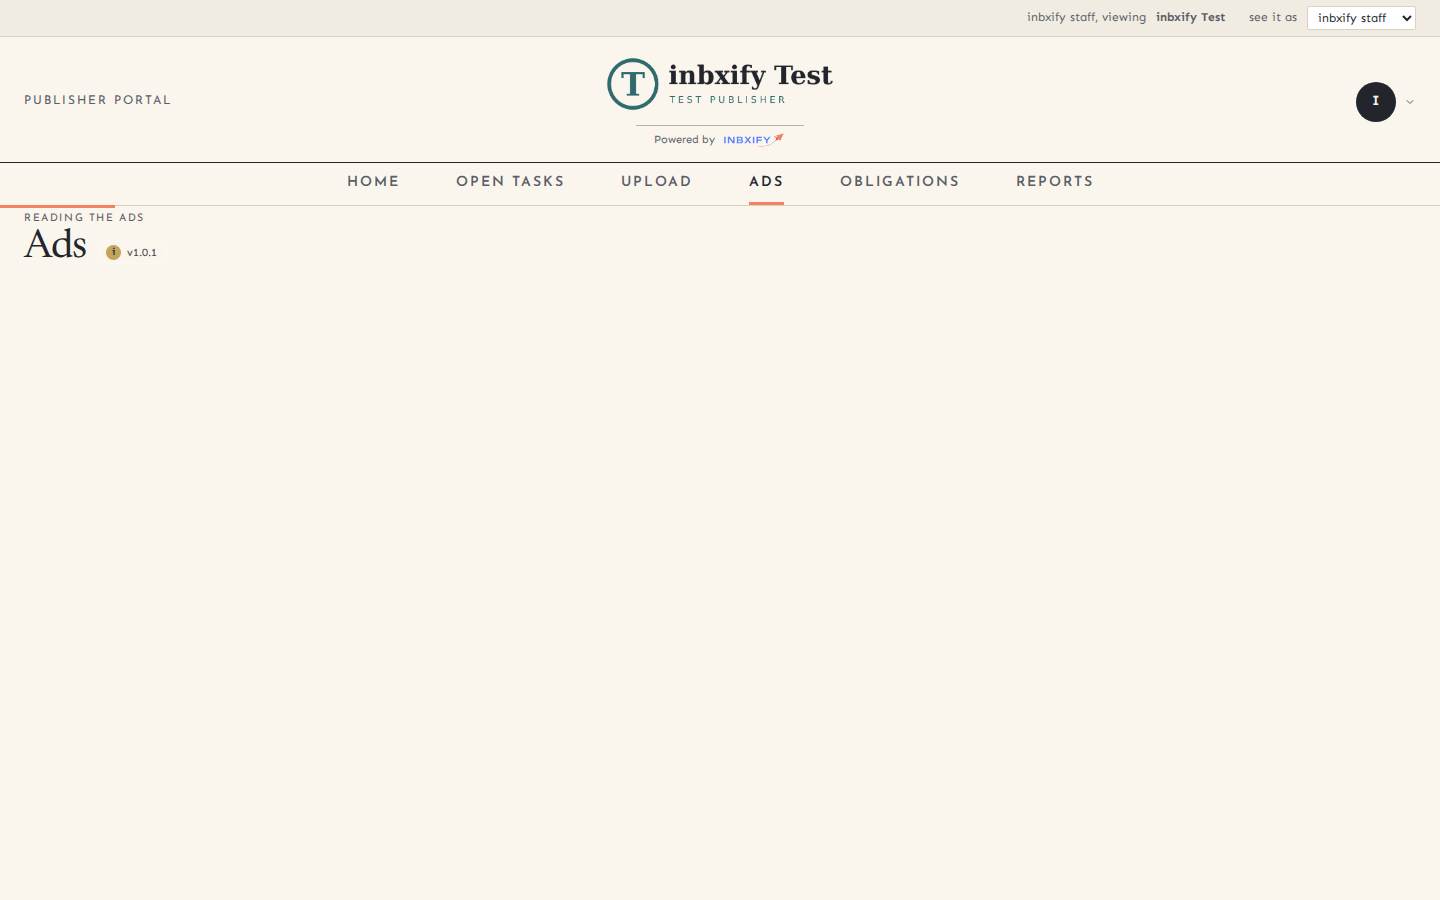 inbxify staff, viewing inbxify Test see it as inbxify staff
PUBLISHER PORTAL
T
inbxify Test
TEST PUBLISHER
Powered by INBXIFY
I
HOME OPEN TASKS UPLOAD ADS OBLIGATIONS REPORTS
READING THE ADS
Ads i v1.0.1